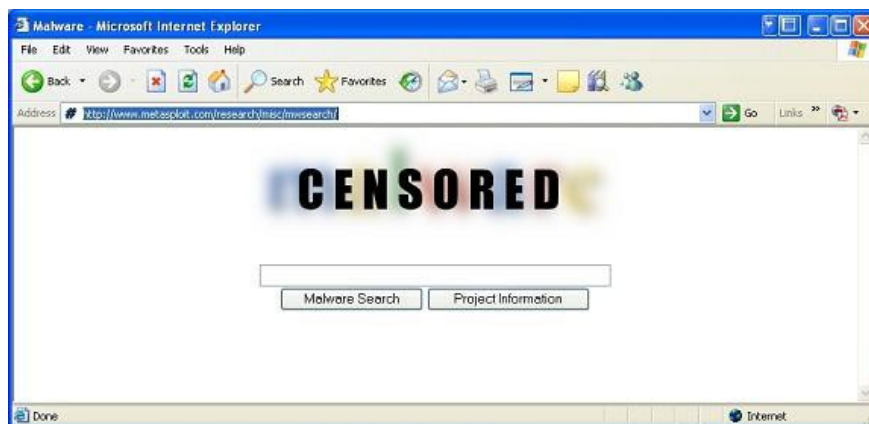 Malware - Microsoft Internet Explorer
File Edit View Favorites Tools Help
Back Search Favorites
Address http://www.metasploit.com/research/misc/mwsearch/ Go Links »
CENSORED
Malware Search Project Information
Done Internet